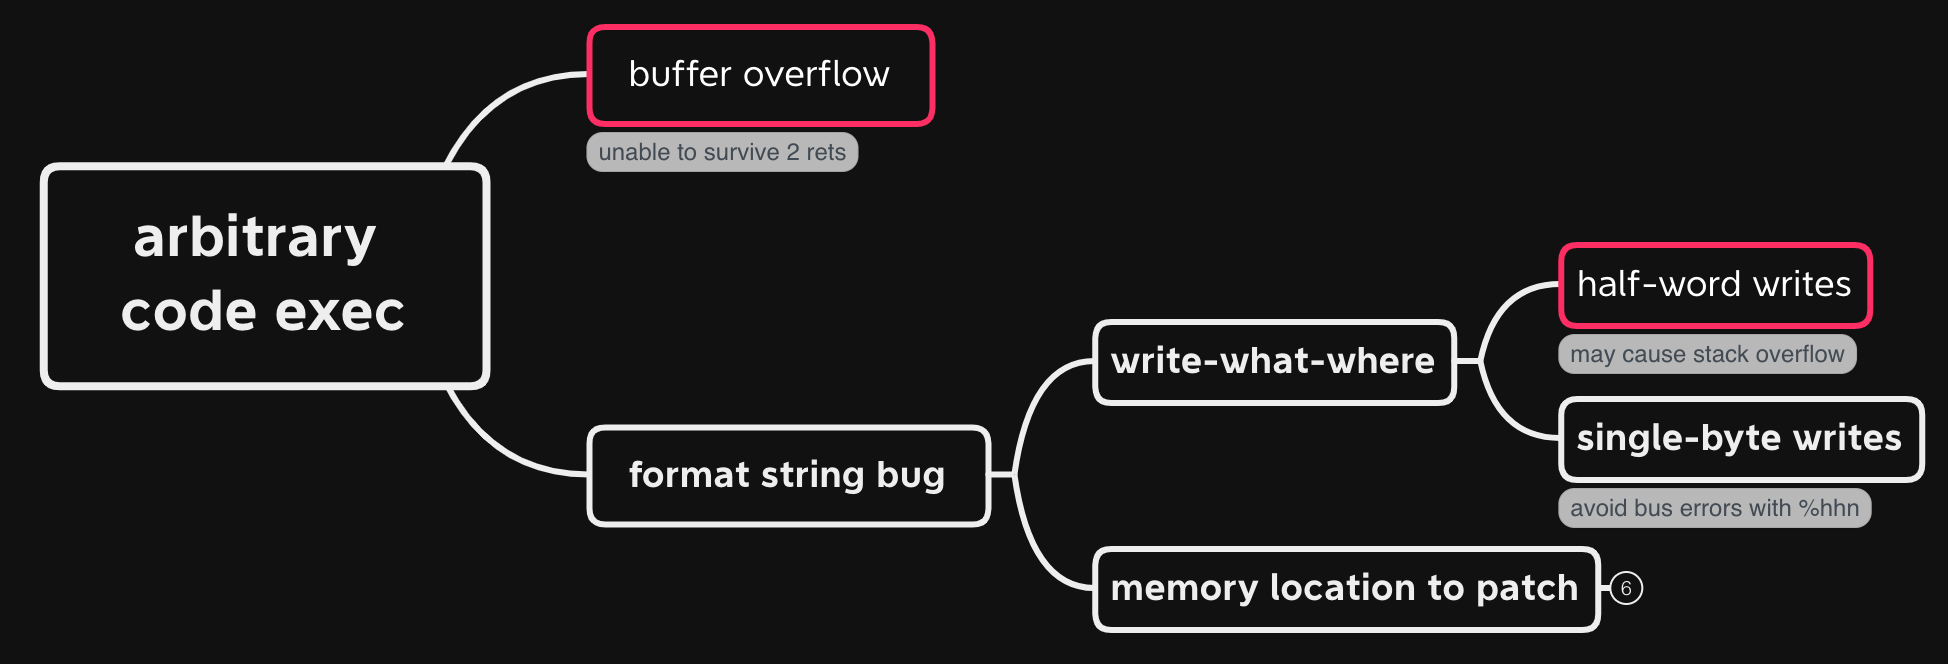 buffer overflow
unable to survive 2 rets
arbitrary
code exec
half-word writes
may cause stack overflow
write-what-where
single-byte writes
avoid bus errors with %hhn
format string bug
memory location to patch
6